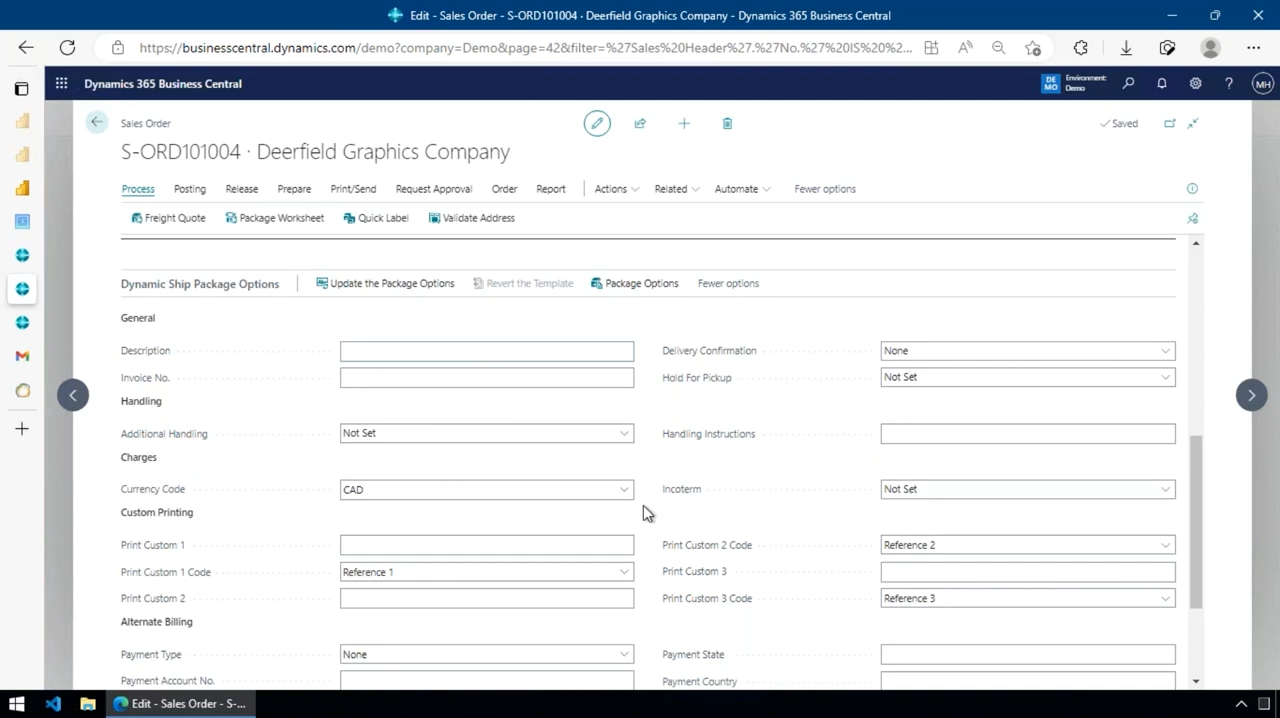 Edit - Sales Order - S-ORD101004 · Deerfield Graphics Company - Dynamics 365 Business Central
https://businesscentral.dynamics.com/demo?company=Demo&page=42&filter=%27Sales%20Header%27.%27No.%27%20IS%20%2...
Dynamics 365 Business Central
DE MO
Environment:
Demo
MH
Sales Order
Saved
S-ORD101004 · Deerfield Graphics Company
Process Posting Release Prepare Print/Send Request Approval Order Report Actions Related Automate Fewer options
Freight Quote Package Worksheet Quick Label Validate Address
Dynamic Ship Package Options Update the Package Options Revert the Template Package Options Fewer options
General
Description Delivery Confirmation None
Invoice No. Hold For Pickup Not Set
Handling
Additional Handling Not Set Handling Instructions
Charges
Currency Code CAD Incoterm Not Set
Custom Printing
Print Custom 1 Print Custom 2 Code Reference 2
Print Custom 1 Code Reference 1 Print Custom 3
Print Custom 2 Print Custom 3 Code Reference 3
Alternate Billing
Payment Type None Payment State
Payment Account No. Payment Country
Edit - Sales Order - S-...